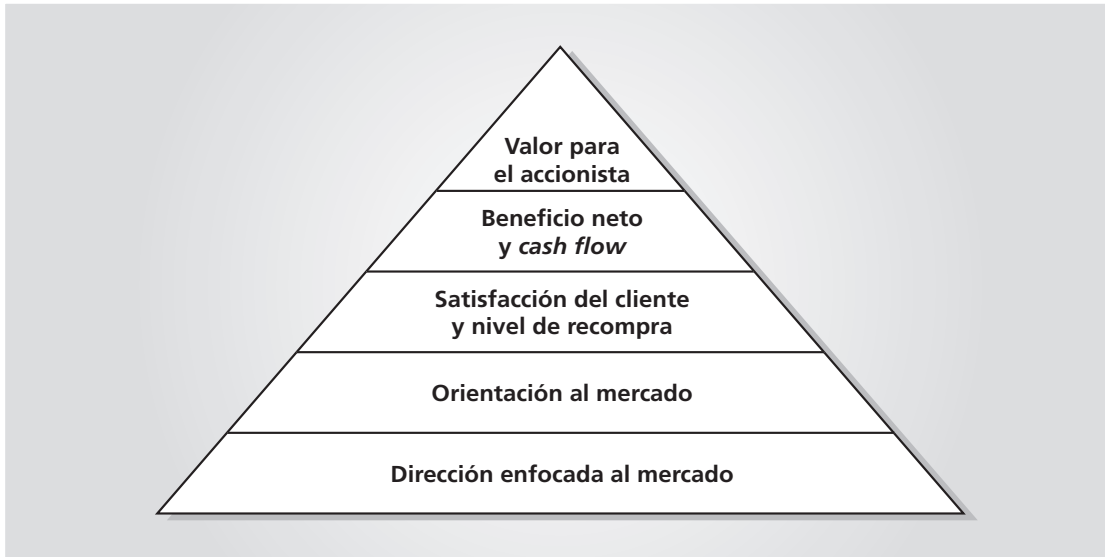 Valor para
el accionista
Beneficio neto
y cash flow
Satisfacción del cliente
y nivel de recompra
Orientación al mercado
Dirección enfocada al mercado